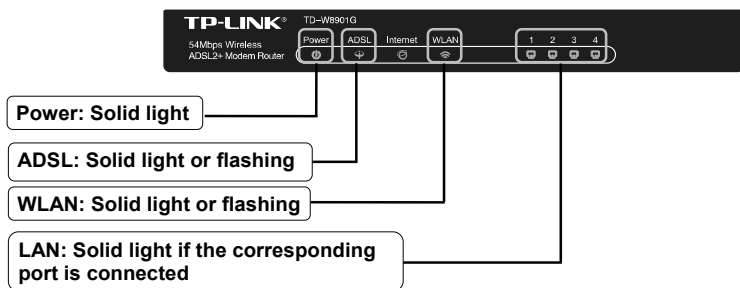 TP-LINK® TD-W8901G
Power ADSL Internet WLAN 1 2 3 4
54Mbps Wireless
ADSL2+ Modem Router
Power: Solid light
ADSL: Solid light or flashing
WLAN: Solid light or flashing
LAN: Solid light if the corresponding
port is connected